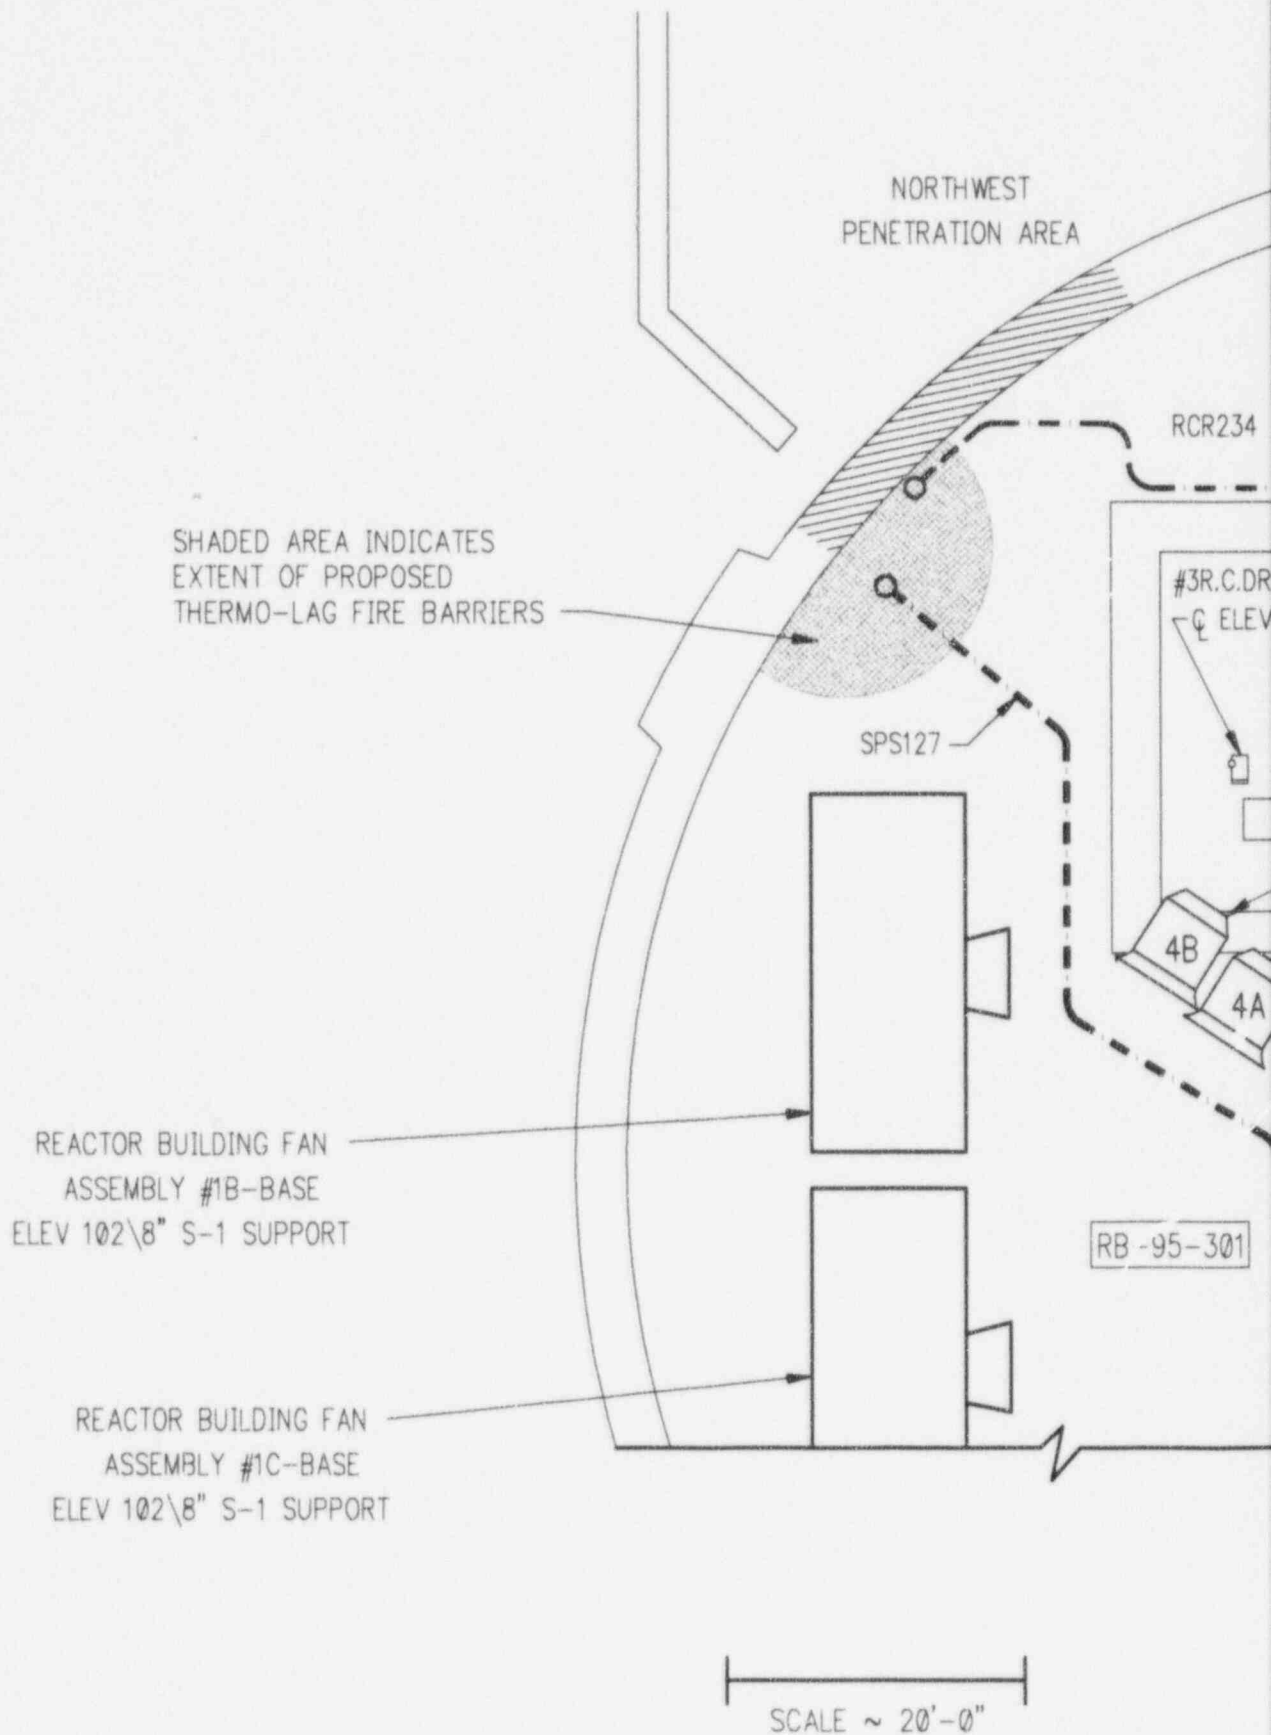 NORTHWEST
PENETRATION AREA
RCR234
SHADED AREA INDICATES
EXTENT OF PROPOSED
THERMO-LAG FIRE BARRIERS
#3R.C.DR
℄ ELEV
SPS127
4B
4A
REACTOR BUILDING FAN
ASSEMBLY #1B-BASE
ELEV 102\8" S-1 SUPPORT
RB -95-301
REACTOR BUILDING FAN
ASSEMBLY #1C-BASE
ELEV 102\8" S-1 SUPPORT
SCALE ~ 20'-0"